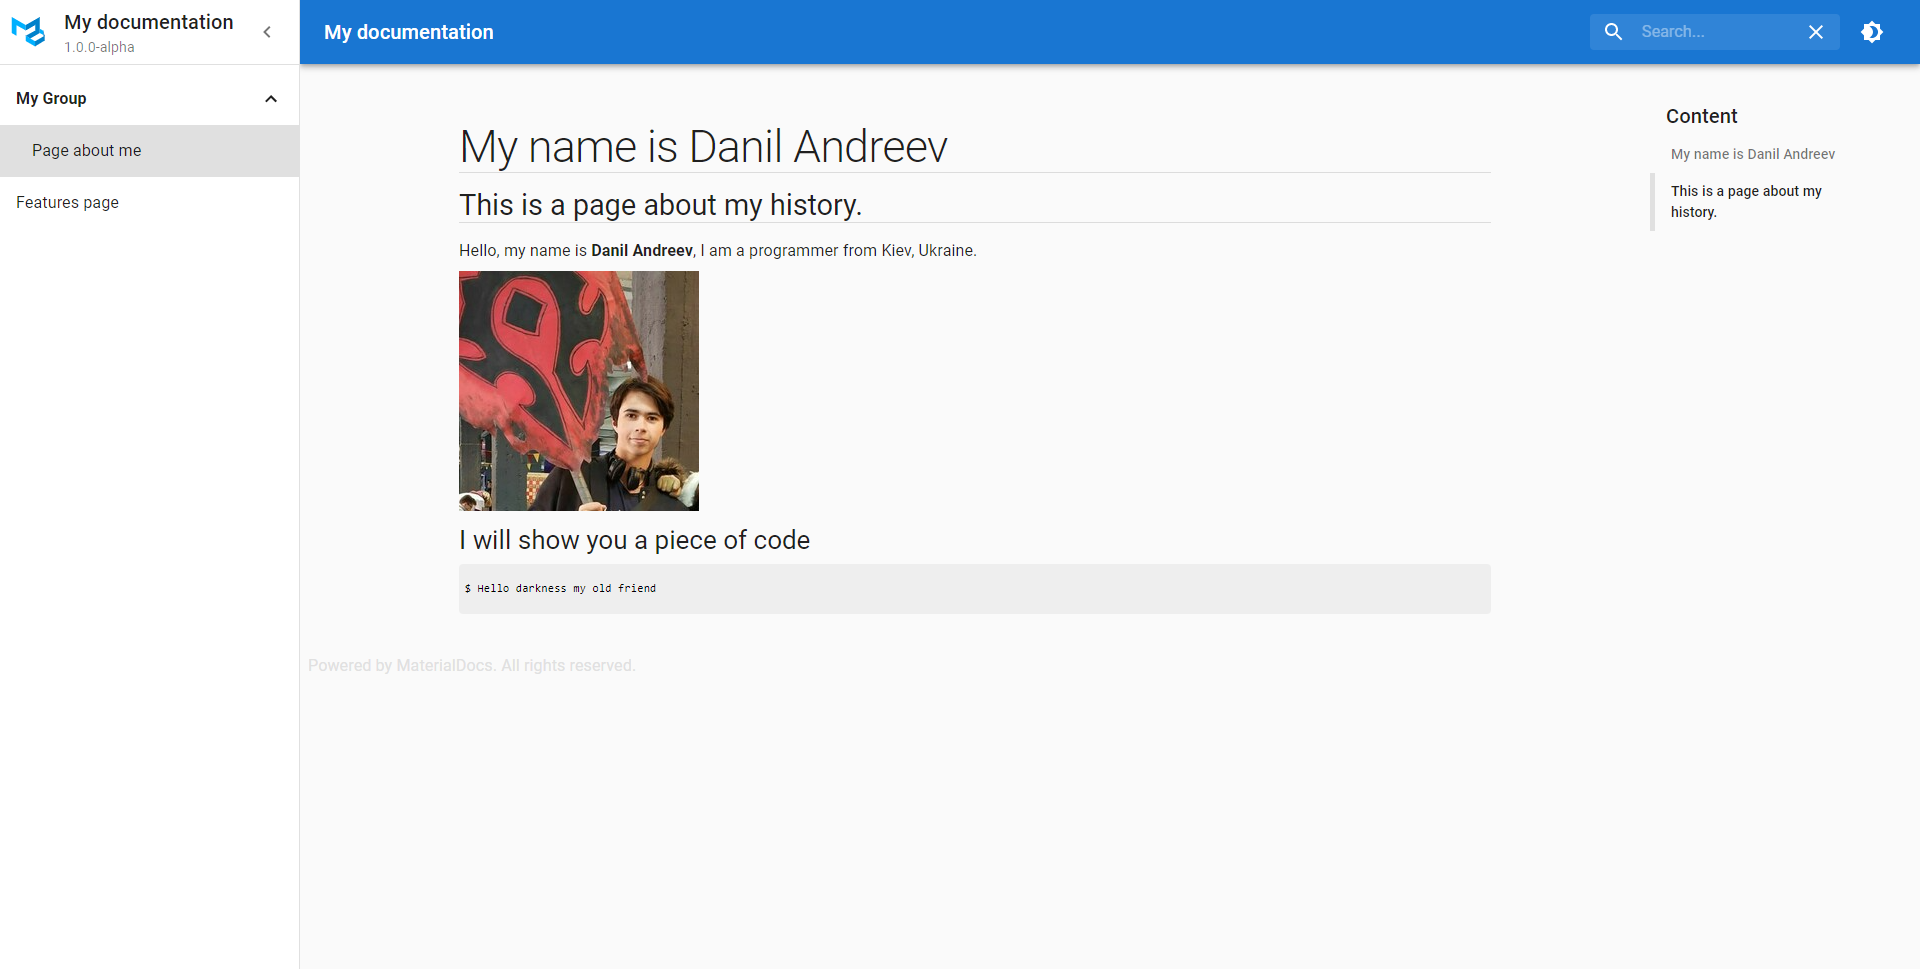 My documentation
1.0.0-alpha
My Group
Page about me
Features page
My documentation
Search...
My name is Danil Andreev
This is a page about my history.
Hello, my name is Danil Andreev, I am a programmer from Kiev, Ukraine.
I will show you a piece of code
$ Hello darkness my old friend
Powered by MaterialDocs. All rights reserved.
Content
My name is Danil Andreev
This is a page about my
history.